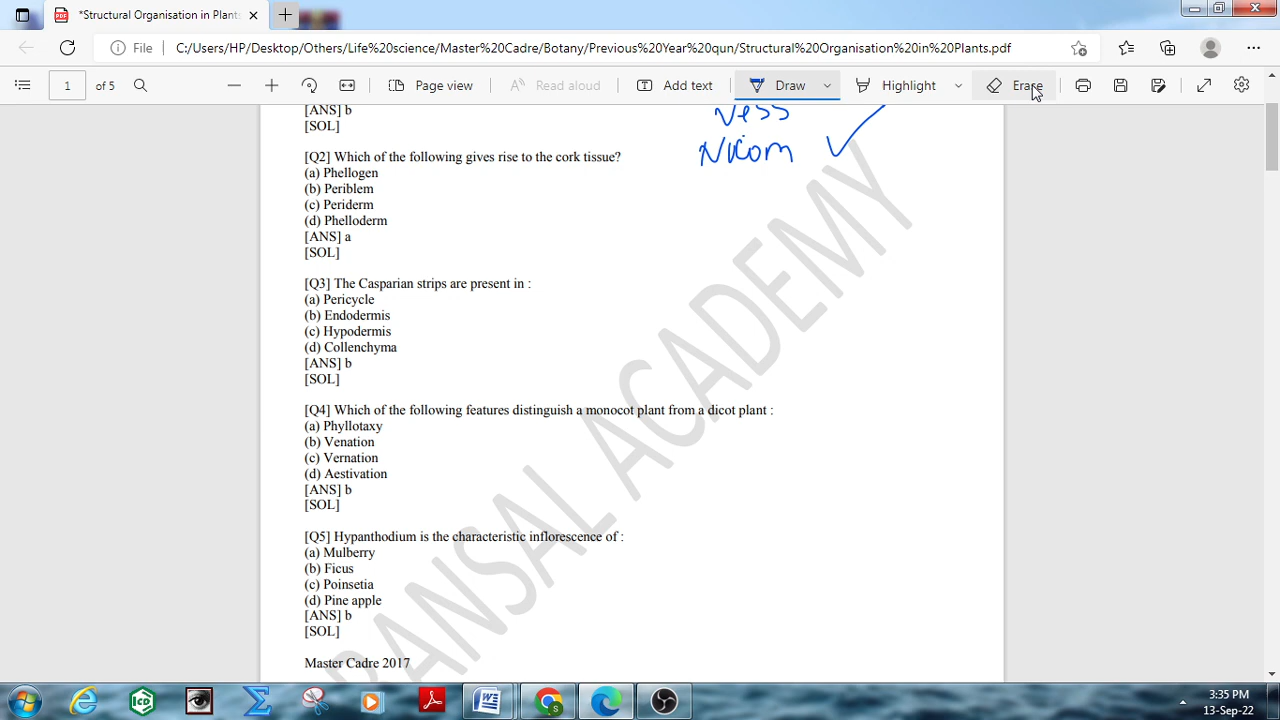 *Structural Organisation in Plants
File
C:/Users/HP/Desktop/Others/Life%20science/Master%20Cadre/Botany/Previous%20Year%20qun/Structural%20Organisation%20in%20Plants.pdf
1 of 5
Page view
Read aloud
Add text
Draw
Highlight
Erase
[ANS] b
[SOL]
Vess
[Q2] Which of the following gives rise to the cork tissue?
(a) Phellogen
(b) Periblem
(c) Periderm
(d) Phelloderm
[ANS] a
[SOL]
[Q3] The Casparian strips are present in :
(a) Pericycle
(b) Endodermis
(c) Hypodermis
(d) Collenchyma
[ANS] b
[SOL]
[Q4] Which of the following features distinguish a monocot plant from a dicot plant :
(a) Phyllotaxy
(b) Venation
(c) Vernation
(d) Aestivation
[ANS] b
[SOL]
[Q5] Hypanthodium is the characteristic inflorescence of :
(a) Mulberry
(b) Ficus
(c) Poinsetia
(d) Pine apple
[ANS] b
[SOL]
Master Cadre 2017
ANSAL ACADEMY
ICD
3:35 PM
13-Sep-22